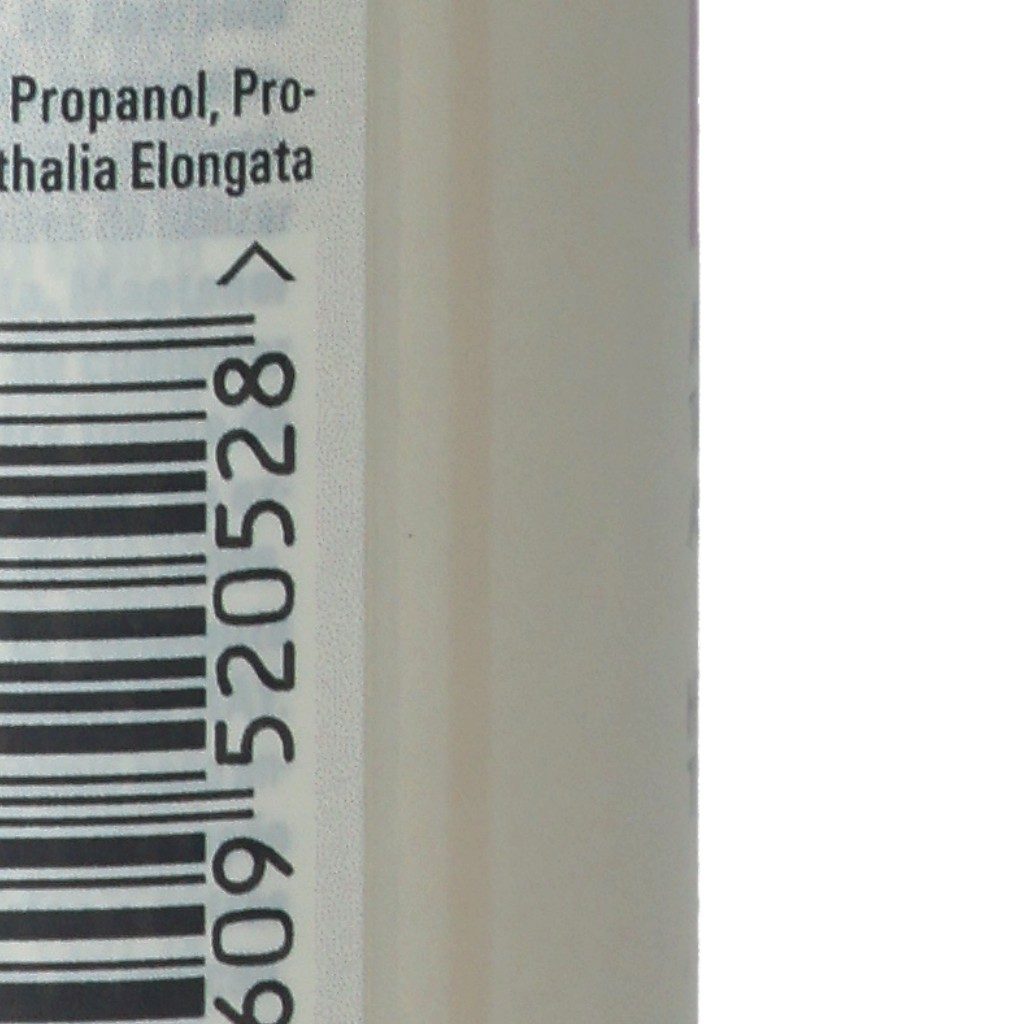 Propanol, Pro-
thalia Elongata
609 520528 >